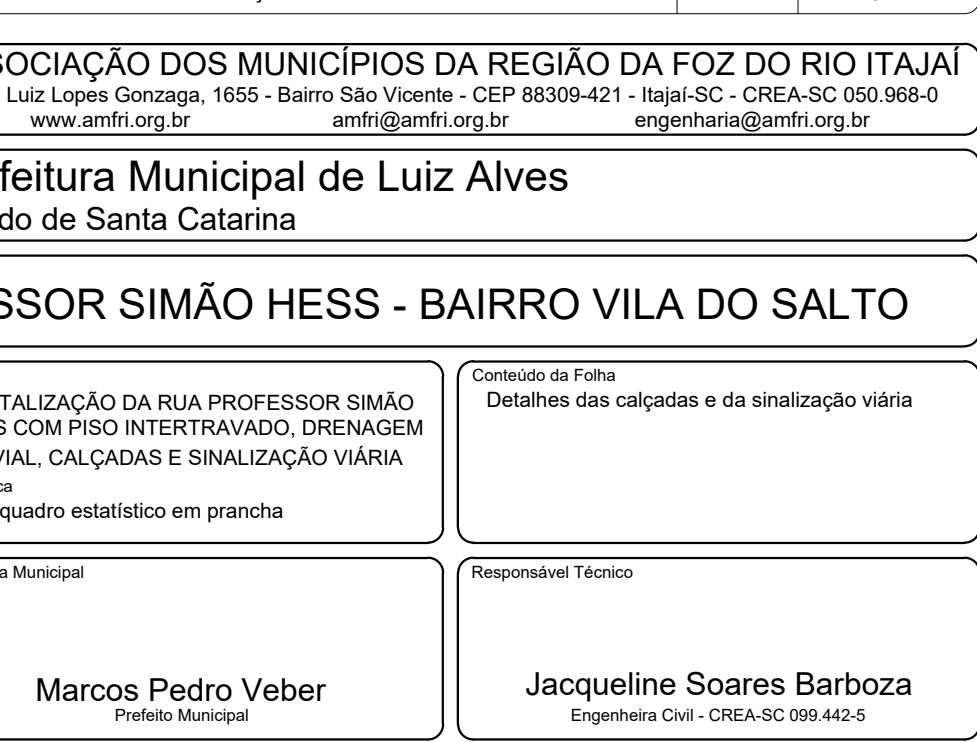 SOCIAÇÃO DOS MUNICÍPIOS DA REGIÃO DA FOZ DO RIO ITAJAÍ
Luiz Lopes Gonzaga, 1655 - Bairro São Vicente - CEP 88309-421 - Itajaí-SC - CREA-SC 050.968-0
www.amfri.org.br amfri@amfri.org.br engenharia@amfri.org.br
feitura Municipal de Luiz Alves
do de Santa Catarina
SSOR SIMÃO HESS - BAIRRO VILA DO SALTO
TALIZAÇÃO DA RUA PROFESSOR SIMÃO
S COM PISO INTERTRAVADO, DRENAGEM
VIAL, CALÇADAS E SINALIZAÇÃO VIÁRIA
ca
quadro estatístico em prancha
Conteúdo da Folha
Detalhes das calçadas e da sinalização viária
a Municipal
Marcos Pedro Veber
Prefeito Municipal
Responsável Técnico
Jacqueline Soares Barboza
Engenheira Civil - CREA-SC 099.442-5